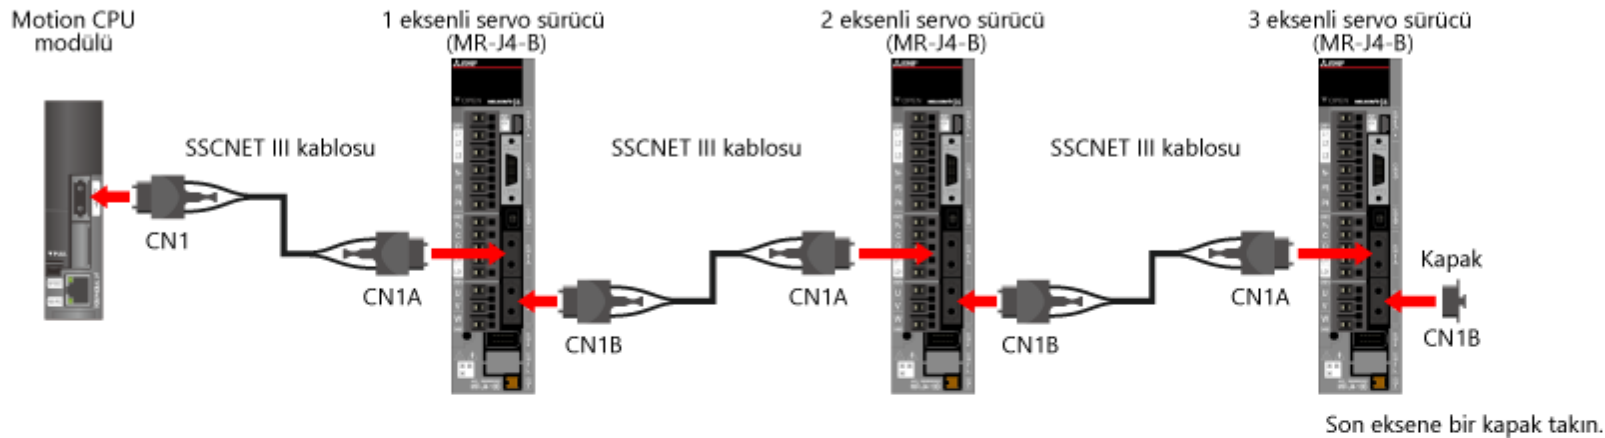 Motion CPU
modülü
1 eksenli servo sürücü
(MR-J4-B)
2 eksenli servo sürücü
(MR-J4-B)
3 eksenli servo sürücü
(MR-J4-B)
SSCNET III kablosu
SSCNET III kablosu
SSCNET III kablosu
CN1
CN1A
CN1B
CN1A
CN1B
CN1A
Kapak
CN1B
Son eksene bir kapak takın.